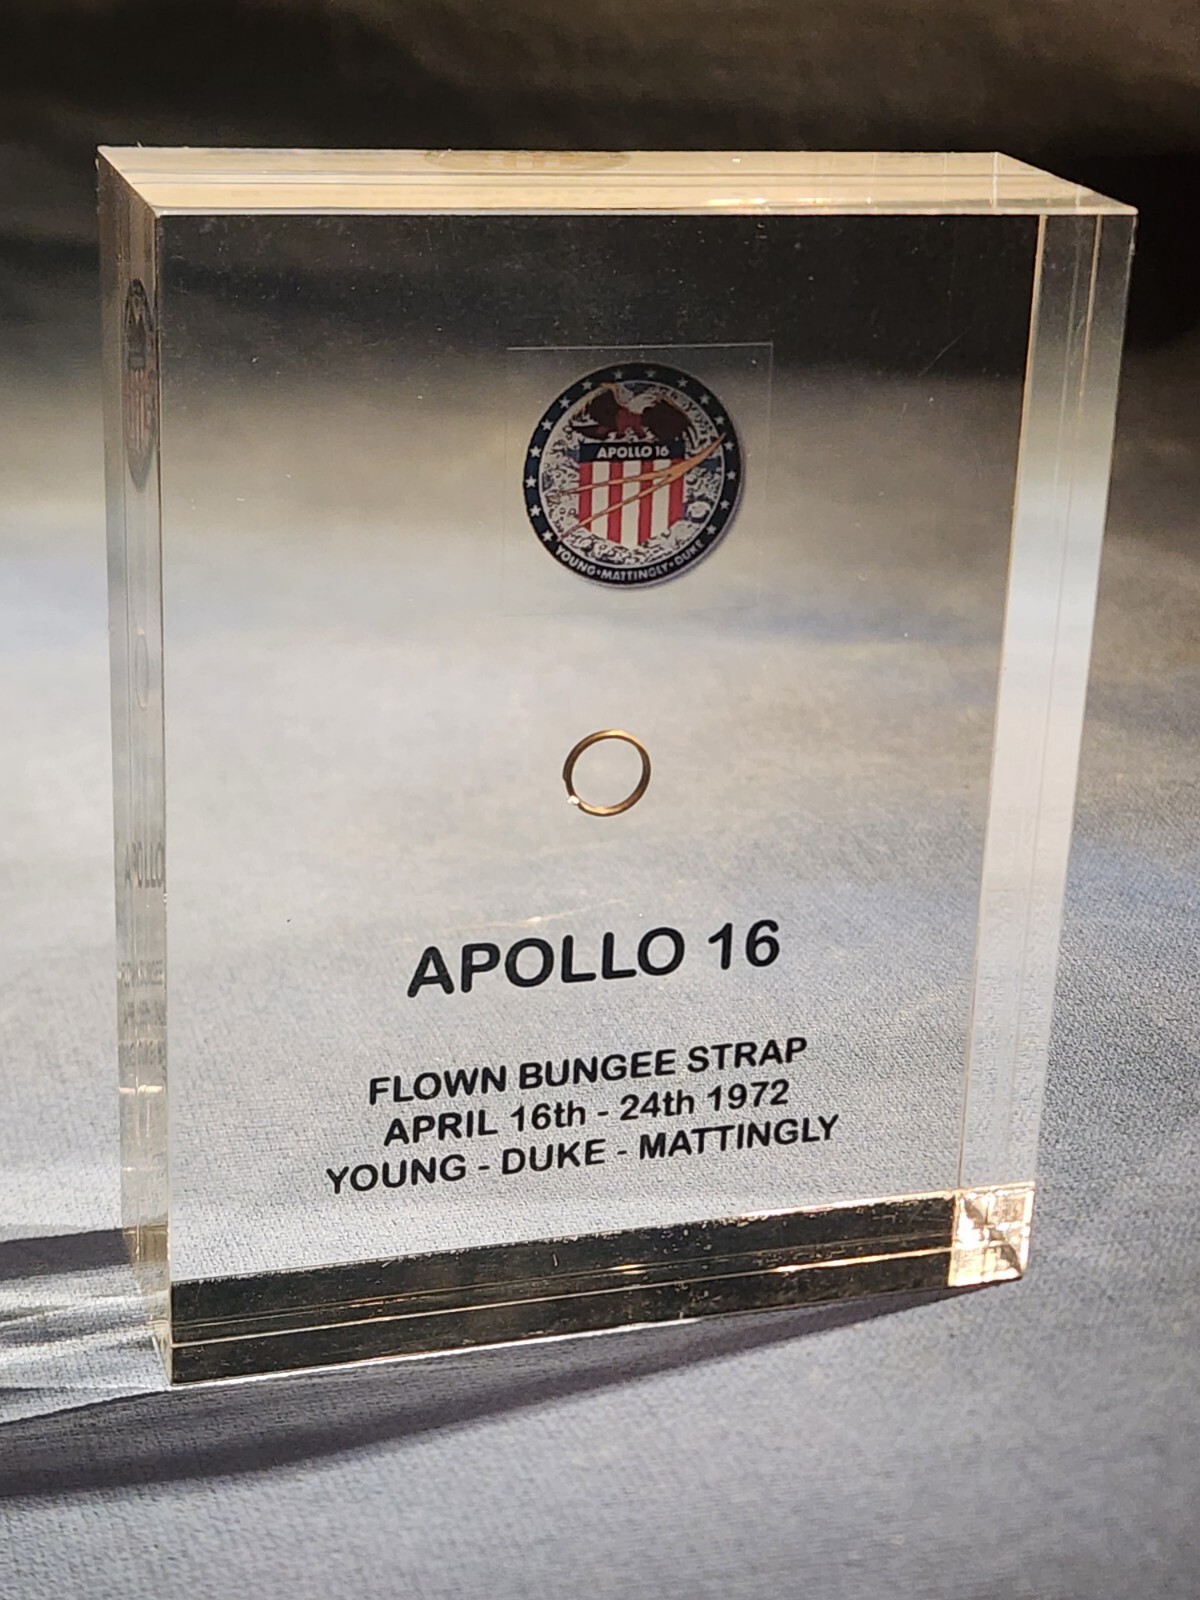 APOLLO 16
YOUNG•MATTINGLY•DUKE
APOLLO 16
FLOWN BUNGEE STRAP
APRIL 16th - 24th 1972
YOUNG - DUKE - MATTINGLY